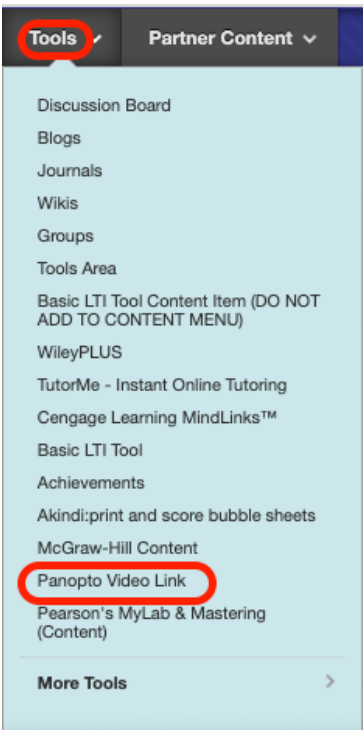 Tools
Partner Content
Discussion Board
Blogs
Journals
Wikis
Groups
Tools Area
Basic LTI Tool Content Item (DO NOT
ADD TO CONTENT MENU)
WileyPLUS
TutorMe - Instant Online Tutoring
Cengage Learning MindLinks™
Basic LTI Tool
Achievements
Akindi:print and score bubble sheets
McGraw-Hill Content
Panopto Video Link
Pearson's MyLab & Mastering
(Content)
More Tools